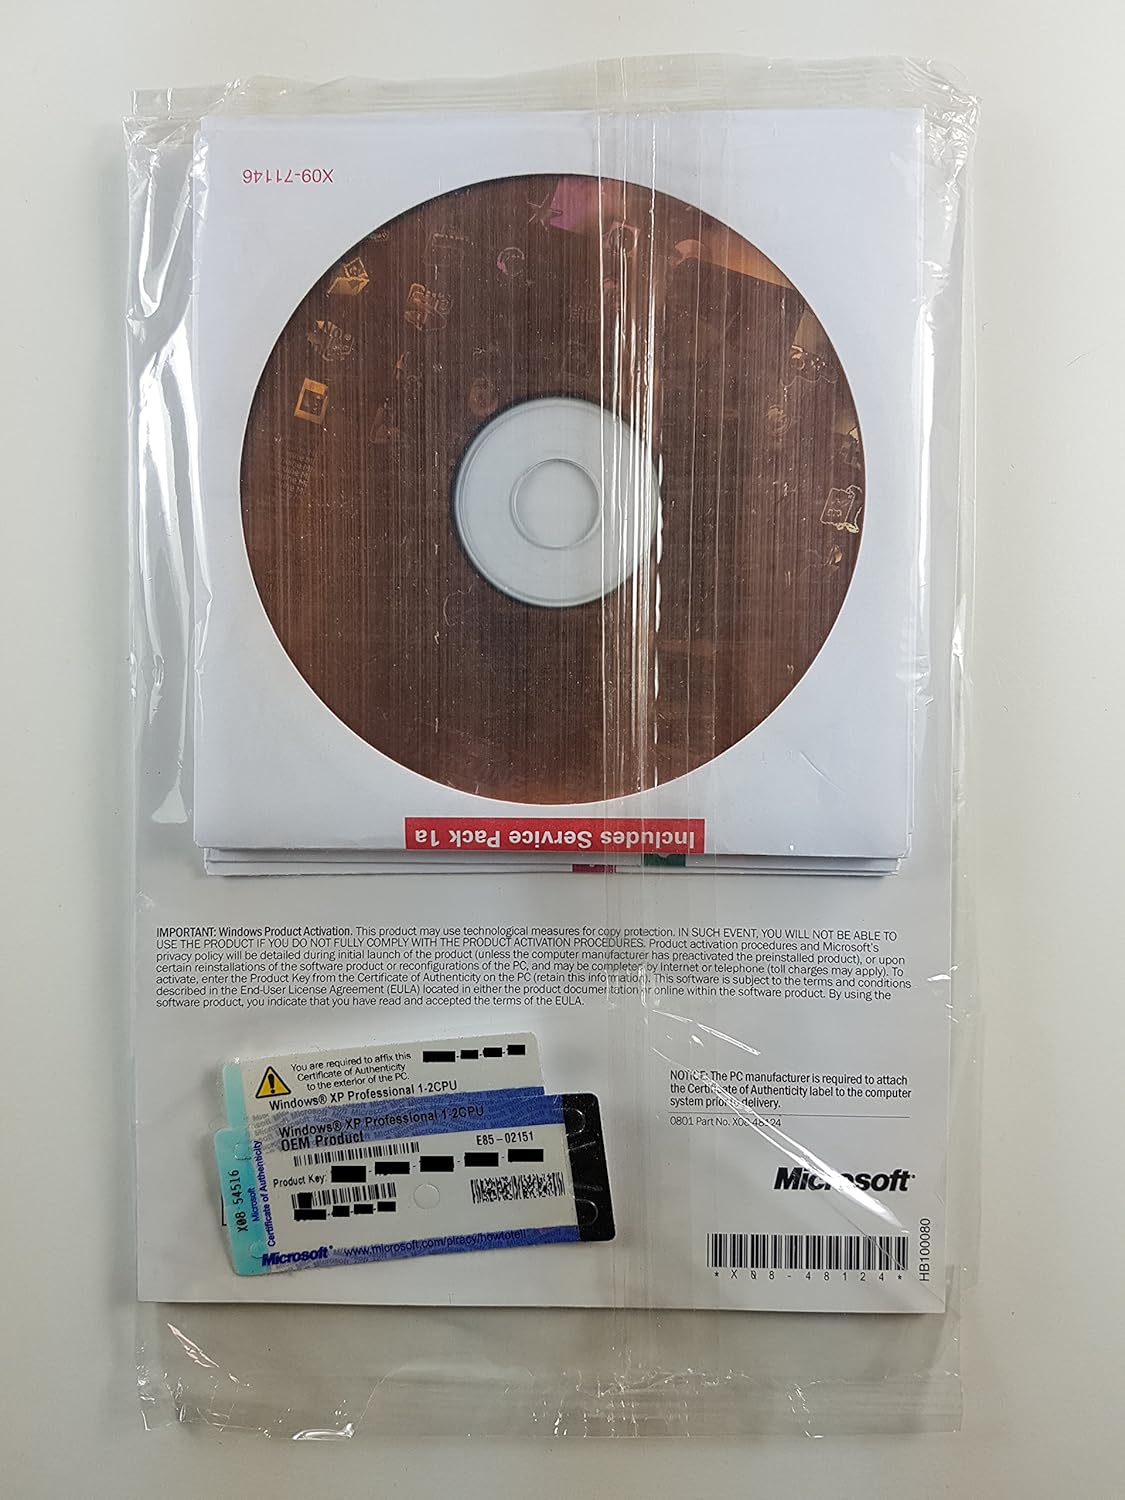 X09-71146
Includes Service Pack 1a
IMPORTANT: Windows Product Activation. This product may use technological measures for copy protection. IN SUCH EVENT, YOU WILL NOT BE ABLE TO
USE THE PRODUCT IF YOU DO NOT FULLY COMPLY WITH THE PRODUCT ACTIVATION PROCEDURES. Product activation procedures and Microsoft's
privacy policy will be detailed during initial launch of the product (unless the computer manufacturer has preactivated the preinstalled product), or upon
certain reinstallations of the software product or reconfigurations of the PC, and may be completed by Internet or telephone (toll charges may apply). To
activate, enter the Product Key from the Certificate of Authenticity on the PC (retain this information). This software is subject to the terms and conditions
described in the End-User License Agreement (EULA) located in either the product documentation or online within the software product. By using the
software product, you indicate that you have read and accepted the terms of the EULA.
You are required to affix this
Certificate of Authenticity
to the exterior of the PC.
Windows® XP Professional 1-2CPU
Windows® XP Professional 1-2CPU
OEM Product
E85-02151
Product Key:
X08-54516
Microsoft
Certificate of Authenticity
Microsoft® www.microsoft.com/piracy/howtotell
NOTICE: The PC manufacturer is required to attach
the Certificate of Authenticity label to the computer
system prior to delivery.
0801 Part No. X08-48124
Microsoft®
*X08-48124*
HB100080